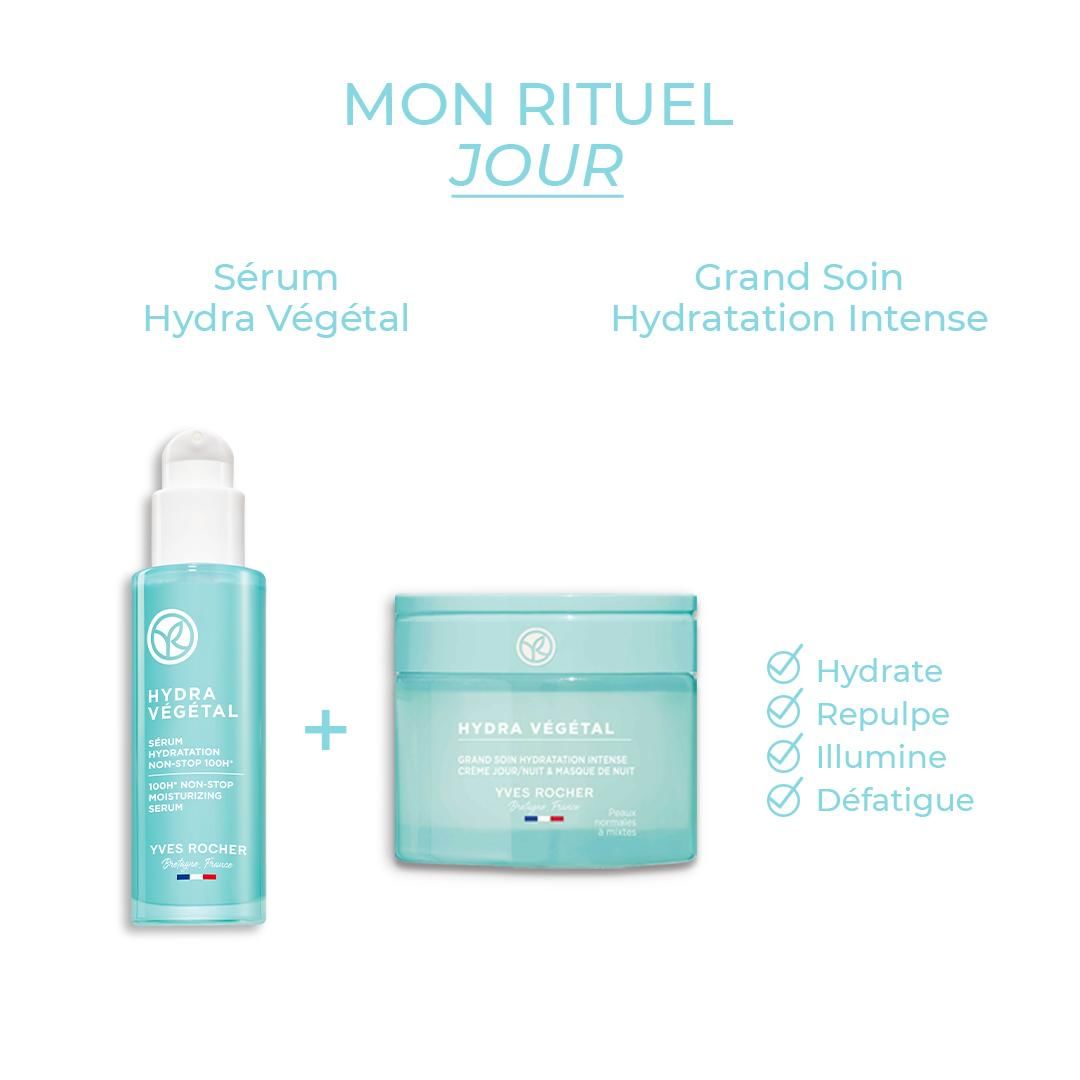 MON RITUEL
JOUR
Sérum
Hydra Végétal
Grand Soin
Hydratation Intense
HYDRA
VÉGÉTAL
SÉRUM
HYDRATATION
NON-STOP 100H*
100H* NON-STOP
MOISTURIZING
SERUM
YVES ROCHER
Bretagne, France
HYDRA VÉGÉTAL
GRAND SOIN HYDRATATION INTENSE
CRÈME JOUR/NUIT & MASQUE DE NUIT
YVES ROCHER
Bretagne, France
Peaux
normales
à mixtes
Hydrate
Repulpe
Illumine
Défatigue